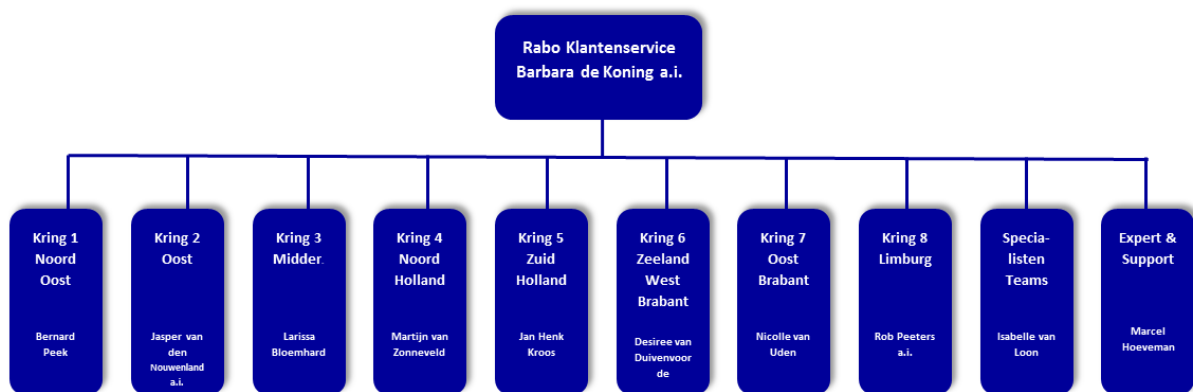 Rabo Klantenservice
Barbara de Koning a.i.
Kring 1
Noord
Oost
Bernard
Peek
Kring 2
Oost
Jasper van
den
Nouwenland
a.i.
Kring 3
Midder.
Larissa
Bloemhard
Kring 4
Noord
Holland
Martijn van
Zonneveld
Kring 5
Zuid
Holland
Jan Henk
Kroos
Kring 6
Zeeland
West
Brabant
Desiree van
Duivenvoor
de
Kring 7
Oost
Brabant
Nicolle van
Uden
Kring 8
Limburg
Rob Peeters
a.i.
Specia-
listen
Teams
Isabelle van
Loon
Expert &
Support
Marcel
Hoeveman